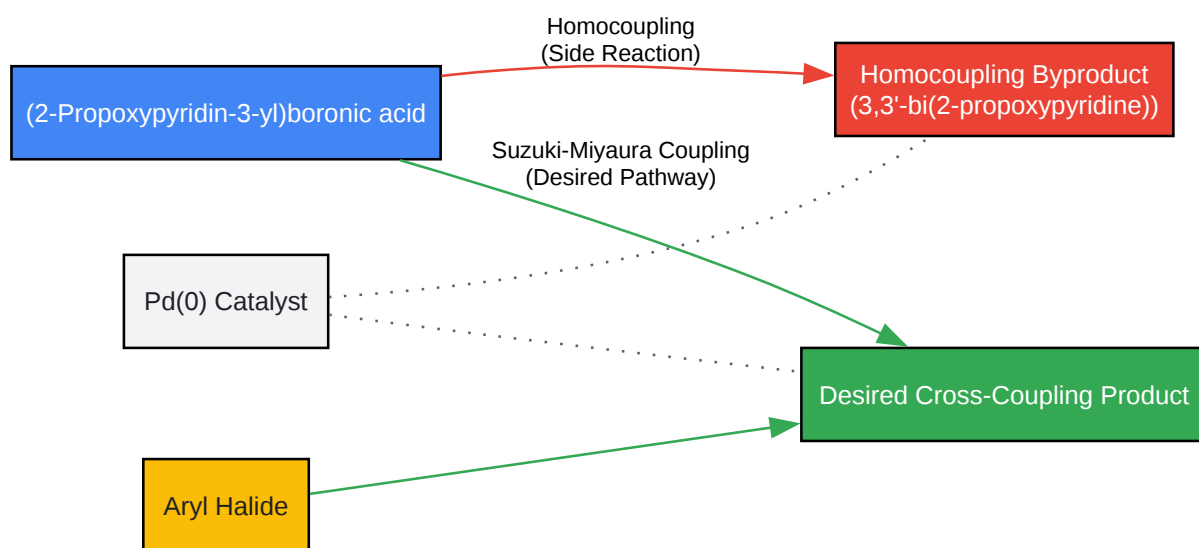 Homocoupling
(Side Reaction)
Homocoupling Byproduct
(3,3'-bi(2-propoxypyridine))
(2-Propoxypyridin-3-yl)boronic acid
Suzuki-Miyaura Coupling
(Desired Pathway)
Pd(0) Catalyst
Desired Cross-Coupling Product
Aryl Halide